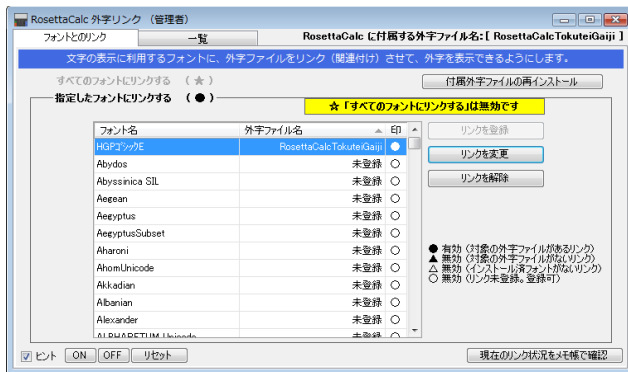 RosettaCalc 外字リンク （管理者）
フォントとのリンク 一覧 RosettaCalc に付属する外字ファイル名:[ RosettaCalcTokuteiGaiji ]
文字の表示に利用するフォントに、外字ファイルをリンク（関連付け）させて、外字を表示できるようにします。
すべてのフォントにリンクする （ ★ ） 付属外字ファイルの再インストール
指定したフォントにリンクする （ ● ）
☆「すべてのフォントにリンクする」は無効です
フォント名 外字ファイル名 印 リンクを登録
HGPゴシックE RosettaCalcTokuteiGaiji ● リンクを変更
Abydos 未登録 ○
Abyssinica SIL 未登録 ○ リンクを解除
Aegean 未登録 ○
Aegyptus 未登録 ○
AegyptusSubset 未登録 ○
Aharoni 未登録 ○
AhomUnicode 未登録 ○
Akkadian 未登録 ○
Albanian 未登録 ○
Alexander 未登録 ○
ALPHABETUM Unicode 未登録 ○
● 有効（対象の外字ファイルがあるリンク）
▲ 無効（対象の外字ファイルがないリンク）
△ 無効（インストール済フォントがないリンク）
○ 無効（リンク未登録。登録可）
ヒント ON OFF リセット 現在のリンク状況をメモ帳で確認